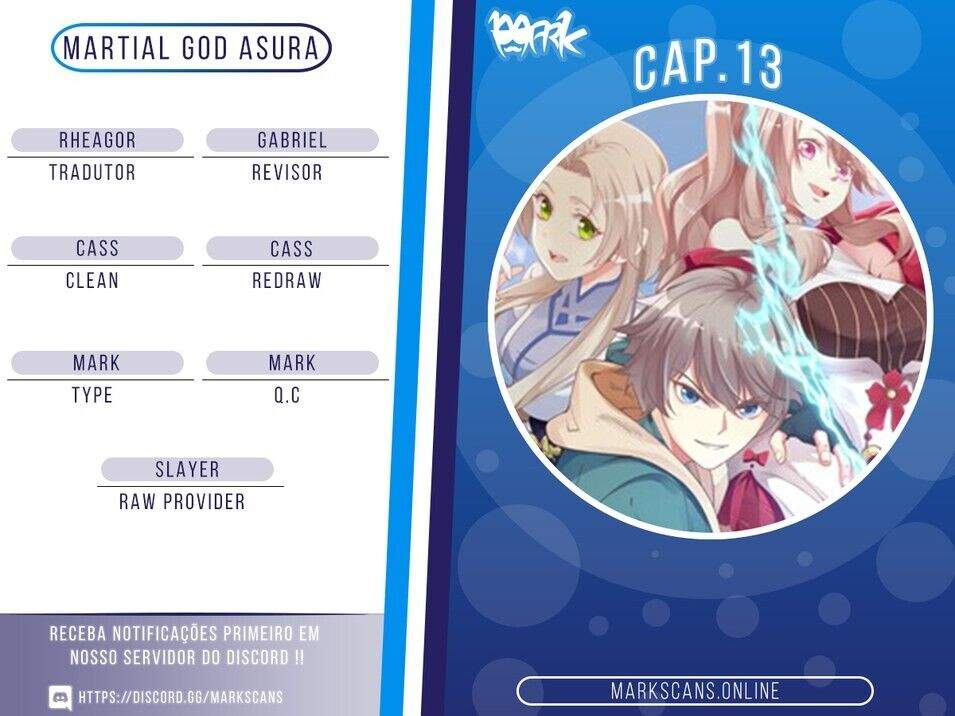 MARTIAL GOD ASURA
RHEAGOR
TRADUTOR
GABRIEL
REVISOR
CASS
CLEAN
CASS
REDRAW
MARK
TYPE
MARK
Q.C
SLAYER
RAW PROVIDER
RECEBA NOTIFICAÇÕES PRIMEIRO EM
NOSSO SERVIDOR DO DISCORD !!
HTTPS://DISCORD.GG/MARKSCANS
CAP.13
MARKSCANS.ONLINE